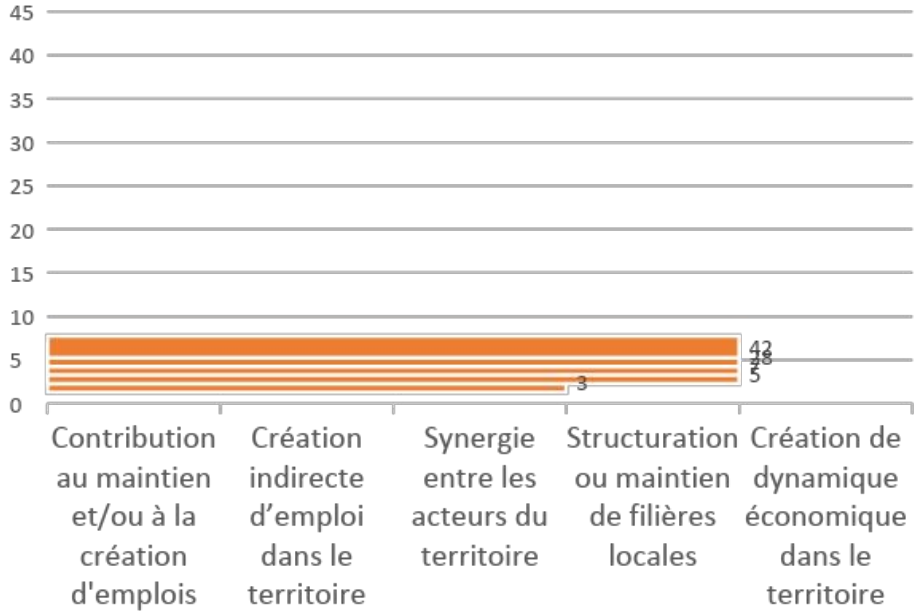 45
40
35
30
25
20
15
10
5
0
42
28
5
3
Contribution
au maintien
et/ou à la
création
d'emplois
Création
indirecte
d’emploi
dans le
territoire
Synergie
entre les
acteurs du
territoire
Structuration
ou maintien
de filières
locales
Création de
dynamique
économique
dans le
territoire